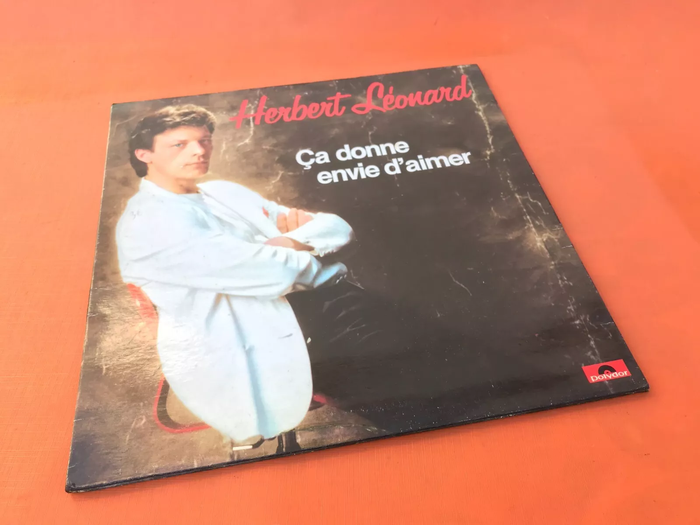 Herbert Léonard
Ça donne
envie d'aimer
Polydor